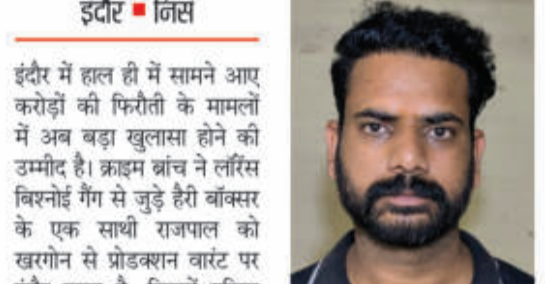 इंदौर ■ निसं
इंदौर में हाल ही में सामने आए
करोड़ों की फिरौती के मामलों
में अब बड़ा खुलासा होने की
उम्मीद है। क्राइम ब्रांच ने लॉरेंस
बिश्नोई गैंग से जुड़े हैरी बॉक्सर
के एक साथी राजपाल को
खरगोन से प्रोडक्शन वारंट पर